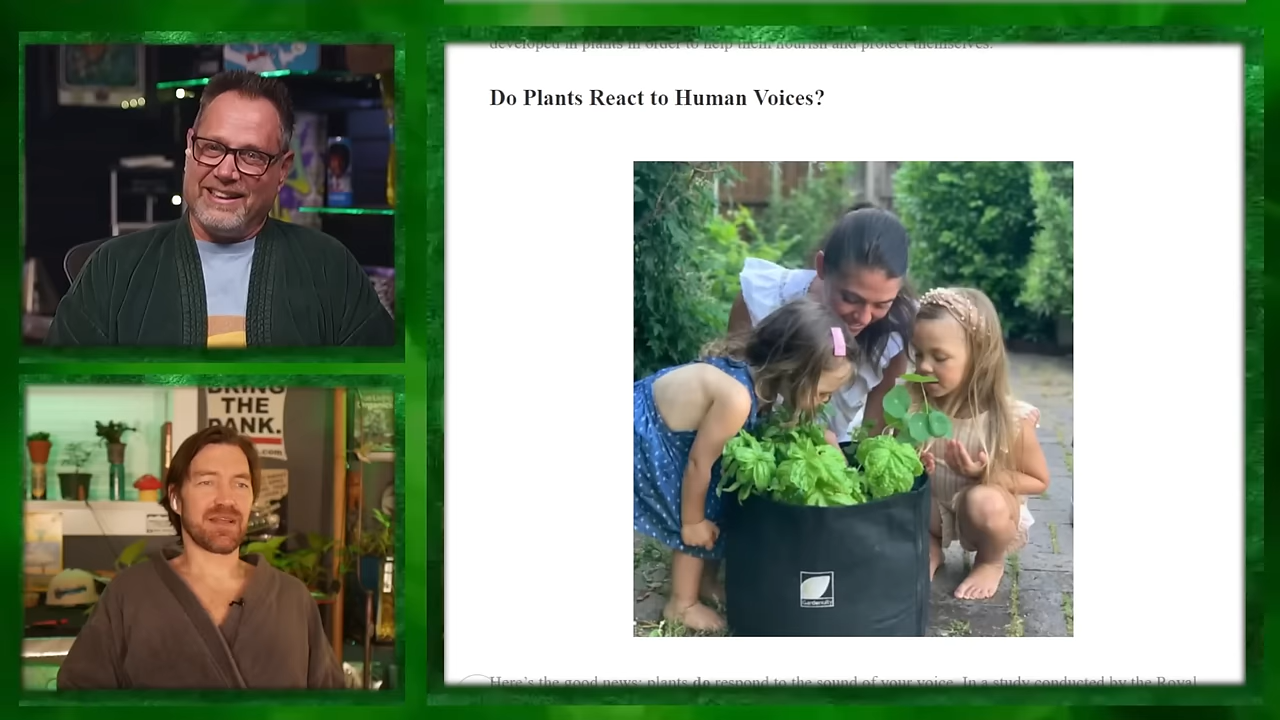 developed in plants in order to help them nourish and protect themselves.
Do Plants React to Human Voices?
BRING
THE
DANK.
.com
Here's the good news: plants do respond to the sound of your voice. In a study conducted by the Royal